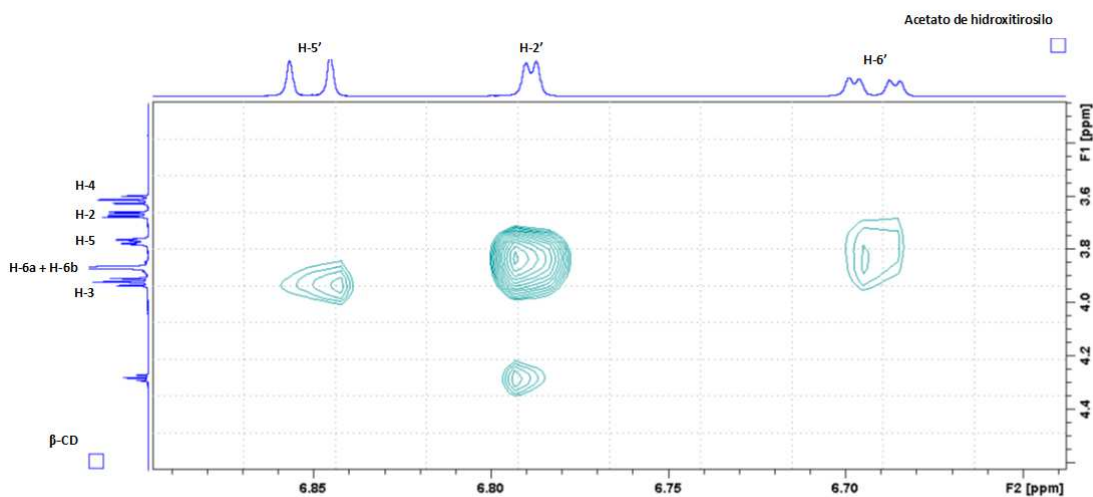 Acetato de hidroxitirosilo
H-5′
H-2′
H-6′
H-4
H-2
H-5
H-6a + H-6b
H-3
β-CD
F1 [ppm]
3.6
3.8
4.0
4.2
4.4
6.85
6.80
6.75
6.70
F2 [ppm]